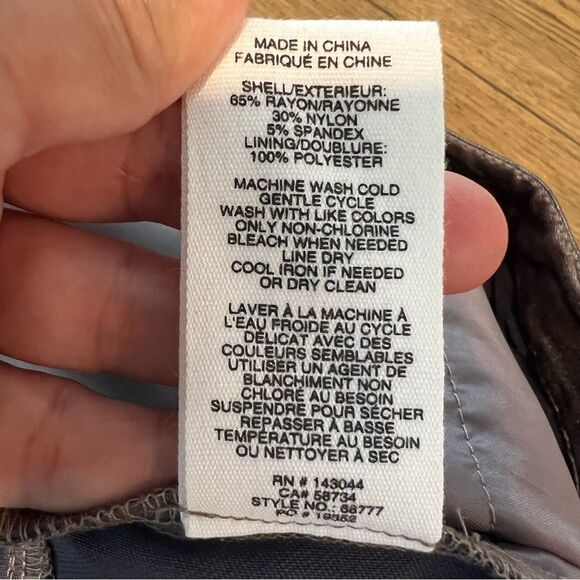 MADE IN CHINA
FABRIQUÉ EN CHINE
SHELL/EXTERIEUR:
65% RAYON/RAYONNE
30% NYLON
5% SPANDEX
LINING/DOUBLURE:
100% POLYESTER
MACHINE WASH COLD
GENTLE CYCLE
WASH WITH LIKE COLORS
ONLY NON-CHLORINE
BLEACH WHEN NEEDED
LINE DRY
COOL IRON IF NEEDED
OR DRY CLEAN
LAVER À LA MACHINE À
L'EAU FROIDE AU CYCLE
DÉLICAT AVEC DES
COULEURS SEMBLABLES
UTILISER UN AGENT DE
BLANCHIMENT NON
CHLORÉ AU BESOIN
SUSPENDRE POUR SÉCHER
REPASSER À BASSE
TEMPÉRATURE AU BESOIN
OU NETTOYER À SEC
RN # 143044
CA# 58734
STYLE NO.: 68777
PO # 19852